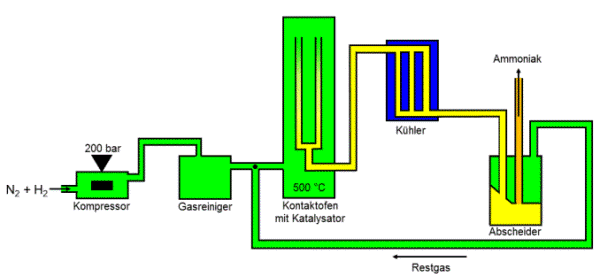 Ammoniak
Kühler
200 bar
N₂ + H₂
500 °C
Kompressor
Gasreiniger
Kontaktofen
mit Katalysator
Abscheider
Restgas